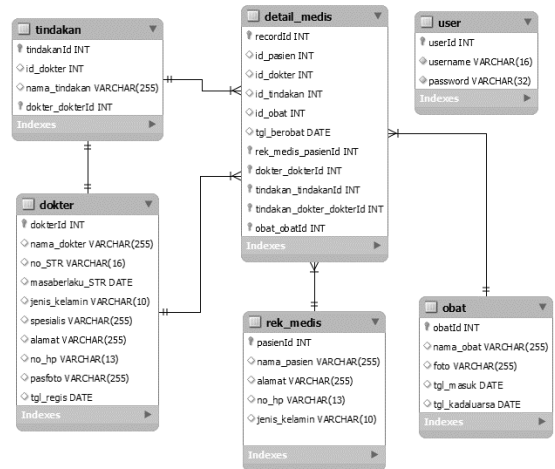 tindakan
tindakanId INT
id_dokter INT
nama_tindakan VARCHAR(255)
dokter_dokterId INT
Indexes
detail_medis
recordId INT
id_pasien INT
id_dokter INT
id_tindakan INT
id_obat INT
tgl_berobat DATE
rek_medis_pasienId INT
dokter_dokterId INT
tindakan_tindakanId INT
tindakan_dokter_dokterId INT
obat_obatId INT
Indexes
user
userId INT
username VARCHAR(16)
password VARCHAR(32)
Indexes
dokter
dokterId INT
nama_dokter VARCHAR(255)
no_STR VARCHAR(16)
masaberlaku_STR DATE
jenis_kelamin VARCHAR(10)
spesialis VARCHAR(255)
alamat VARCHAR(255)
no_hp VARCHAR(13)
pasfoto VARCHAR(255)
tgl_regis DATE
Indexes
rek_medis
pasienId INT
nama_pasien VARCHAR(255)
alamat VARCHAR(255)
no_hp VARCHAR(13)
jenis_kelamin VARCHAR(10)
Indexes
obat
obatId INT
nama_obat VARCHAR(255)
foto VARCHAR(255)
tgl_masuk DATE
tgl_kadaluarsa DATE
Indexes